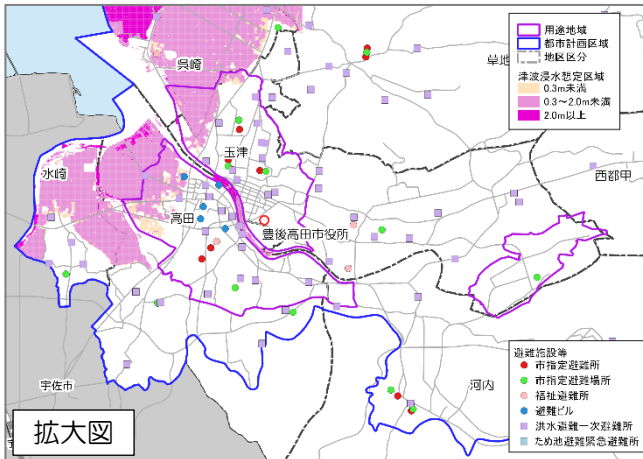 用途地域
都市計画区域
地区区分
津波浸水想定区域
0.3m未満
0.3~2.0m未満
2.0m以上
呉崎
草地
玉津
水崎
西都甲
高田
豊後高田市役所
宇佐市
河内
拡大図
避難施設等
市指定避難所
市指定避難場所
福祉避難所
避難ビル
洪水避難一次避難所
ため池避難緊急避難所